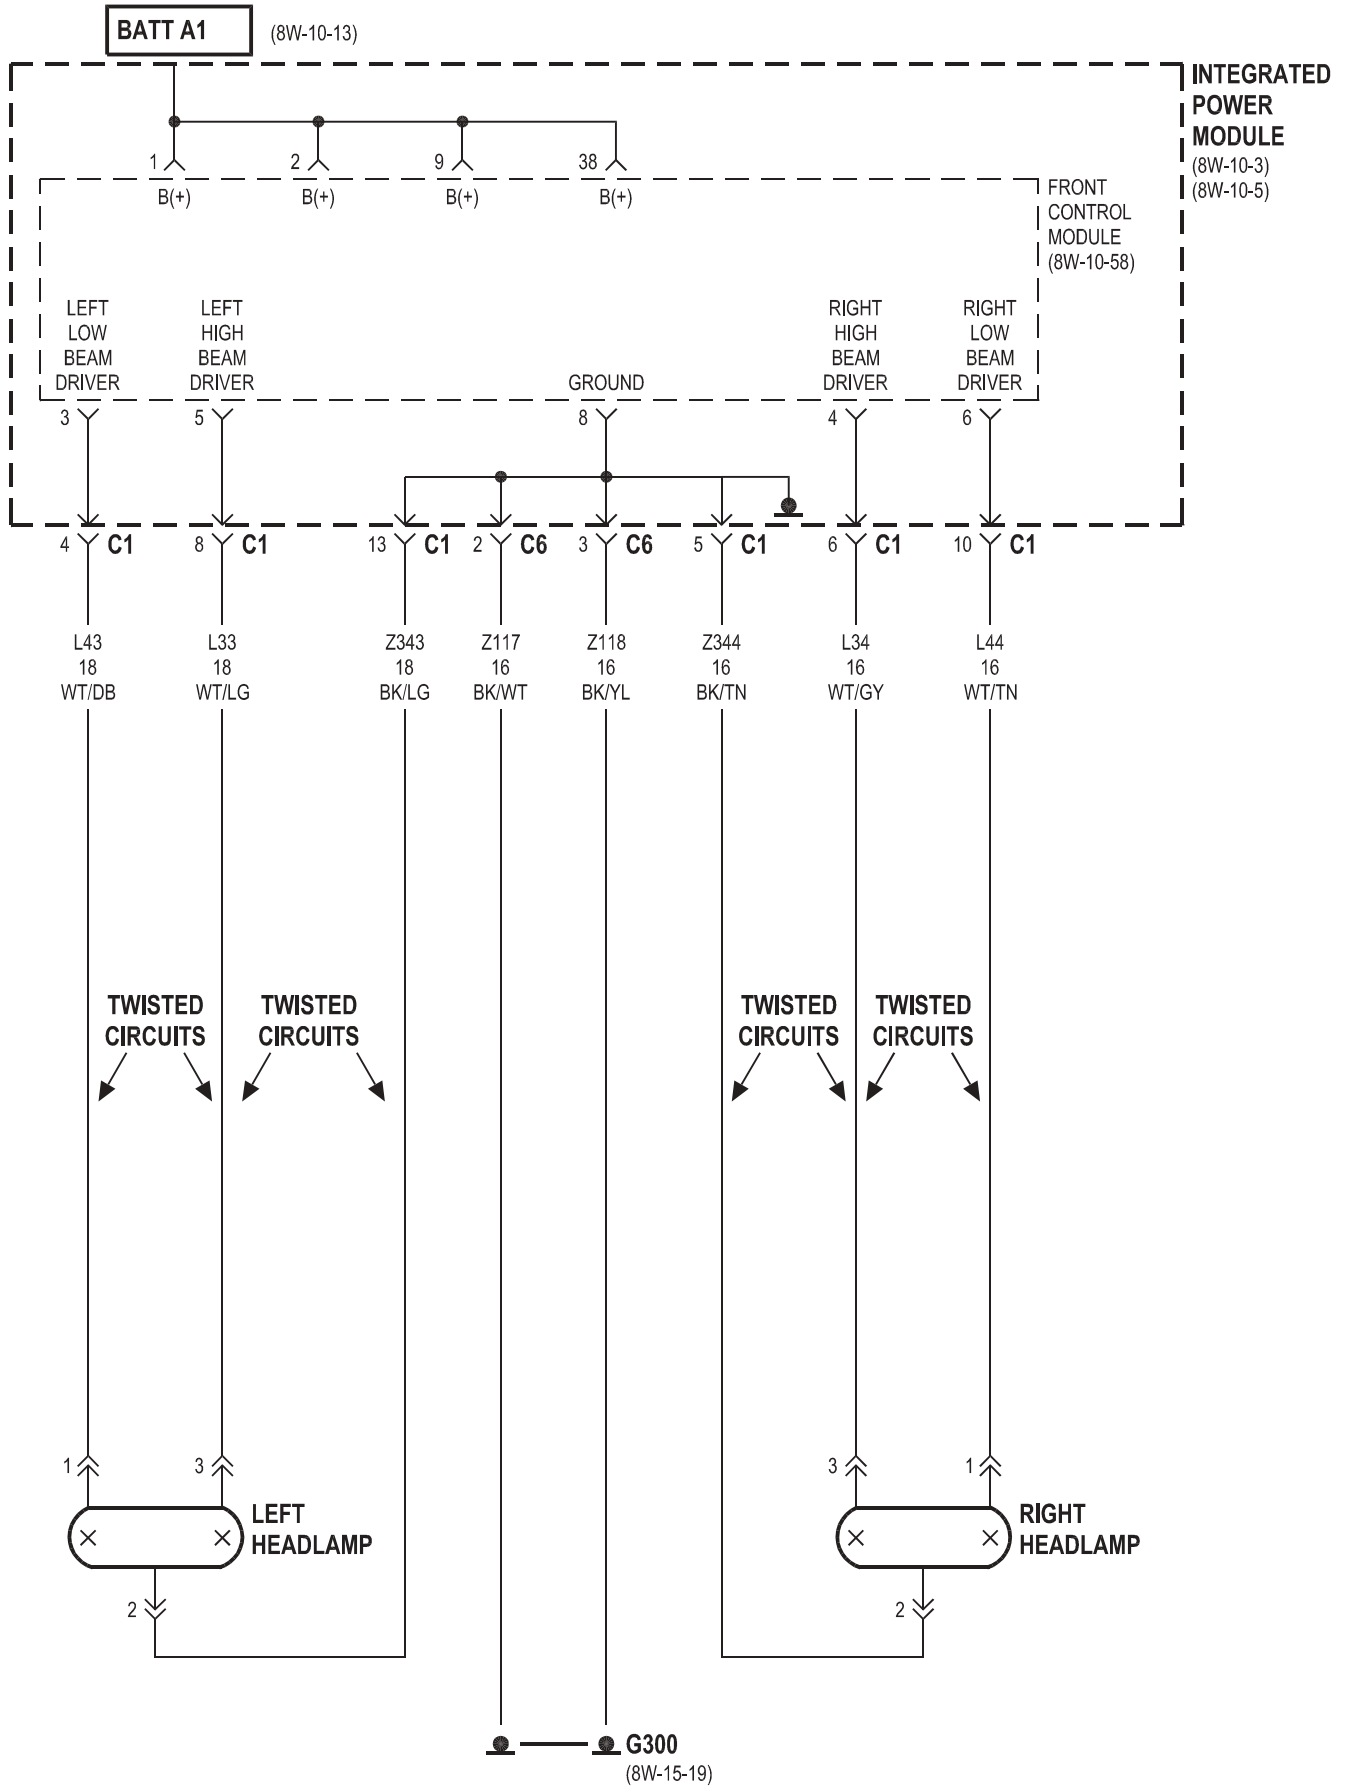 BATT A1 (8W-10-13)
INTEGRATED
POWER
MODULE
(8W-10-3)
(8W-10-5)
1 2 9 38
B(+) B(+) B(+) B(+)
FRONT
CONTROL
MODULE
(8W-10-58)
LEFT LEFT RIGHT RIGHT
LOW HIGH HIGH LOW
BEAM BEAM BEAM BEAM
DRIVER DRIVER GROUND DRIVER DRIVER
3 5 8 4 6
4 C1 8 C1 13 C1 2 C6 3 C6 5 C1 6 C1 10 C1
L43 L33 Z343 Z117 Z118 Z344 L34 L44
18 18 18 16 16 16 16 16
WT/DB WT/LG BK/LG BK/WT BK/YL BK/TN WT/GY WT/TN
TWISTED TWISTED TWISTED TWISTED
CIRCUITS CIRCUITS CIRCUITS CIRCUITS
1 3 3 1
LEFT RIGHT
HEADLAMP HEADLAMP
2 2
G300
(8W-15-19)